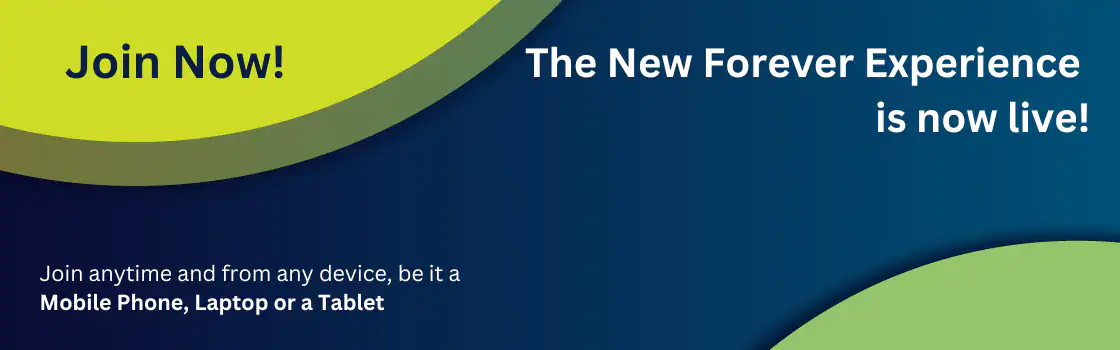 Join Now!
The New Forever Experience
is now live!
Join anytime and from any device, be it a
Mobile Phone, Laptop or a Tablet